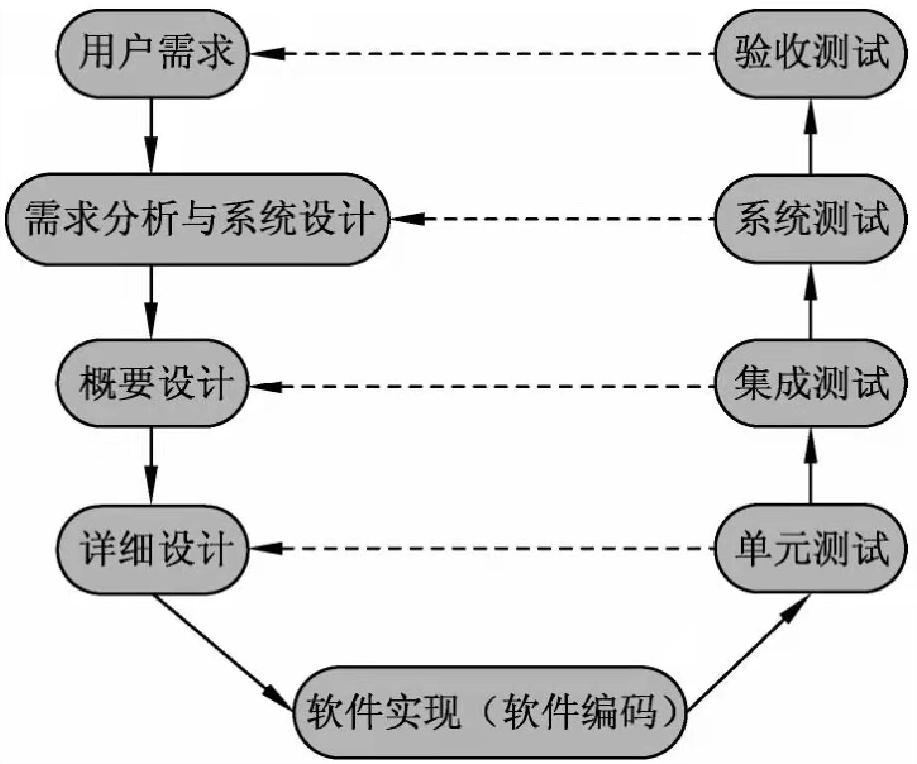 用户需求
验收测试
需求分析与系统设计
系统测试
概要设计
集成测试
详细设计
单元测试
软件实现（软件编码）